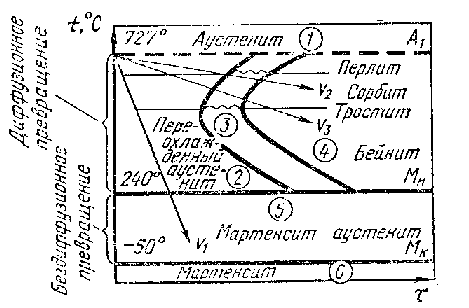 t,°C
727°
Аустенит
1
A₁
Перлит
V₂
Сорбит
Тростит
V₃
3
Пере-
охлаж-
денный
аусте-
нит
4
Бейнит
2
240°
Mн
5
Мартенсит аустенит
-50°
V₁
Mк
Мартенсит
6
τ
Диффузионное
превращение
Бездиффузионное
превращение